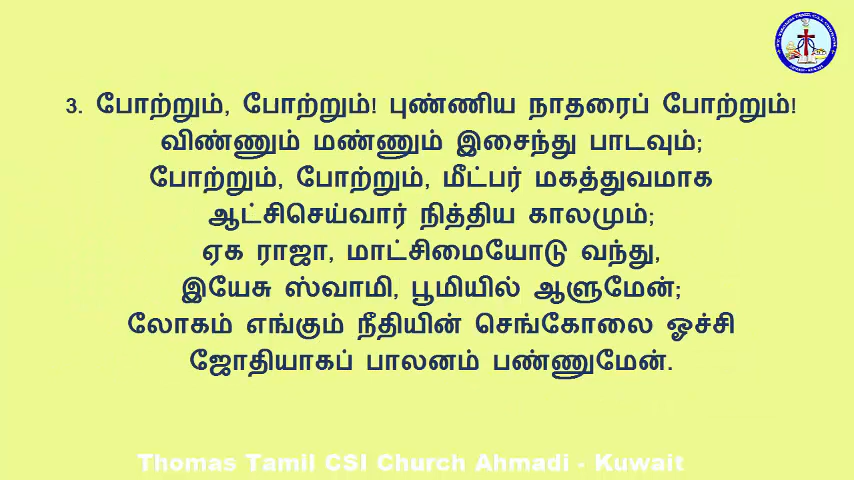 3. போற்றும், போற்றும்! புண்ணிய நாதரைப் போற்றும்!
விண்ணும் மண்ணும் இசைந்து பாடவும்;
போற்றும், போற்றும், மீட்பர் மகத்துவமாக
ஆட்சிசெய்வார் நித்திய காலமும்;
ஏக ராஜா, மாட்சிமையோடு வந்து,
இயேசு ஸ்வாமி, பூமியில் ஆளுமேன்;
லோகம் எங்கும் நீதியின் செங்கோலை ஓச்சி
ஜோதியாகப் பாலனம் பண்ணுமேன்.
Thomas Tamil CSI Church Ahmadi - Kuwait